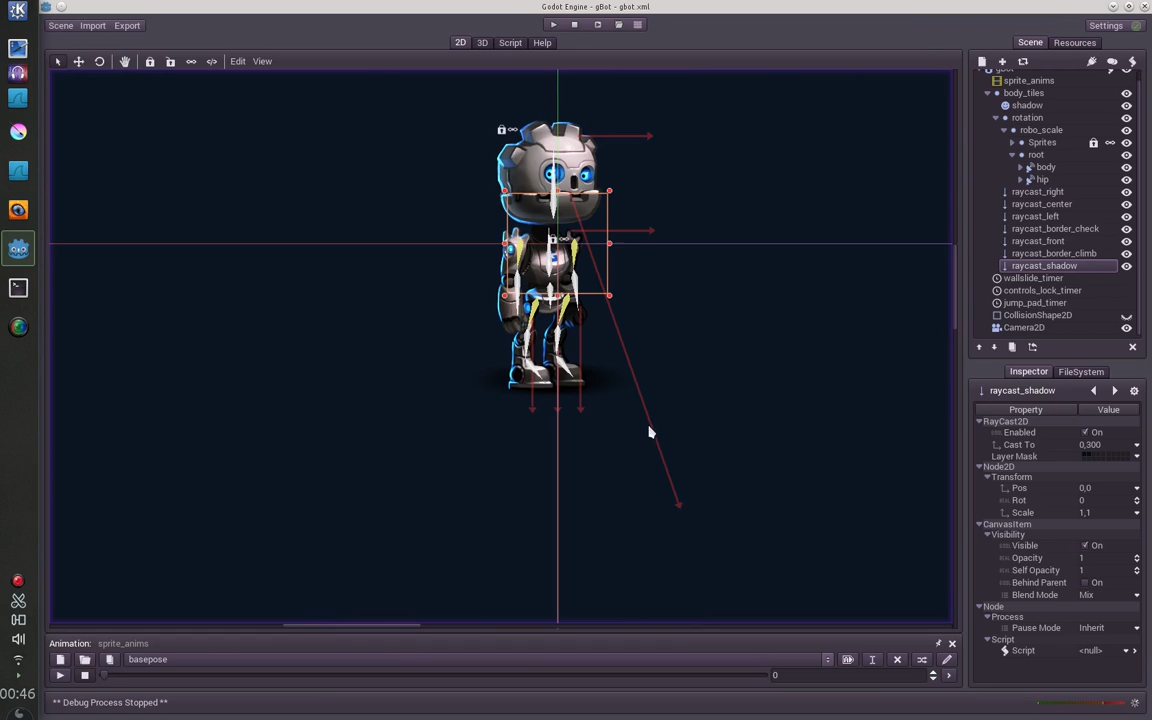 Godot Engine - gBot - gbot.xml
Scene Import Export
Settings
2D 3D Script Help
Scene Resources
Edit View
sprite_anims
body_tiles
shadow
rotation
robo_scale
Sprites
root
body
hip
raycast_right
raycast_center
raycast_left
raycast_border_check
raycast_front
raycast_border_climb
raycast_shadow
wallslide_timer
controls_lock_timer
jump_pad_timer
CollisionShape2D
Camera2D
Inspector FileSystem
raycast_shadow
Property Value
RayCast2D
Enabled On
Cast To 0,300
Layer Mask
Node2D
Transform
Pos 0,0
Rot 0
Scale 1,1
CanvasItem
Visibility
Visible On
Opacity 1
Self Opacity 1
Behind Parent On
Blend Mode Mix
Node
Process
Pause Mode Inherit
Script
Script <null>
Animation: sprite_anims
basepose
0
** Debug Process Stopped **
00:46